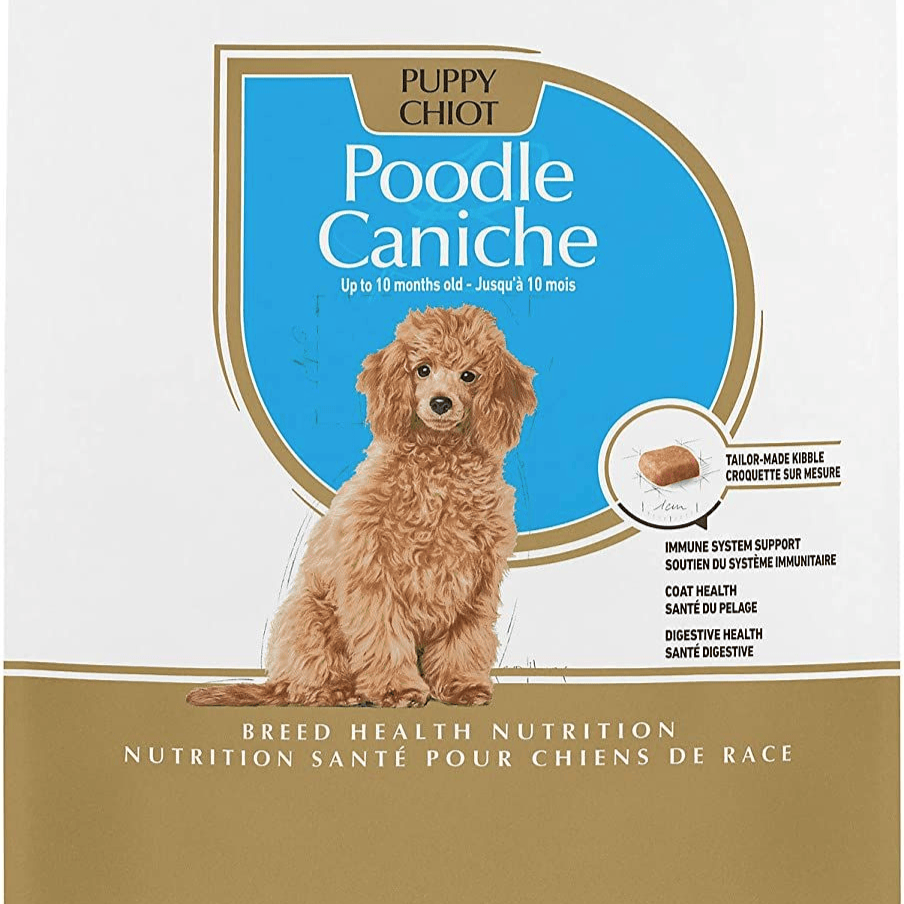 PUPPY
CHIOT
Poodle
Caniche
Up to 10 months old - Jusqu'à 10 mois
TAILOR-MADE KIBBLE
CROQUETTE SUR MESURE
1cm
IMMUNE SYSTEM SUPPORT
SOUTIEN DU SYSTÈME IMMUNITAIRE
COAT HEALTH
SANTÉ DU PELAGE
DIGESTIVE HEALTH
SANTÉ DIGESTIVE
BREED HEALTH NUTRITION
NUTRITION SANTÉ POUR CHIENS DE RACE